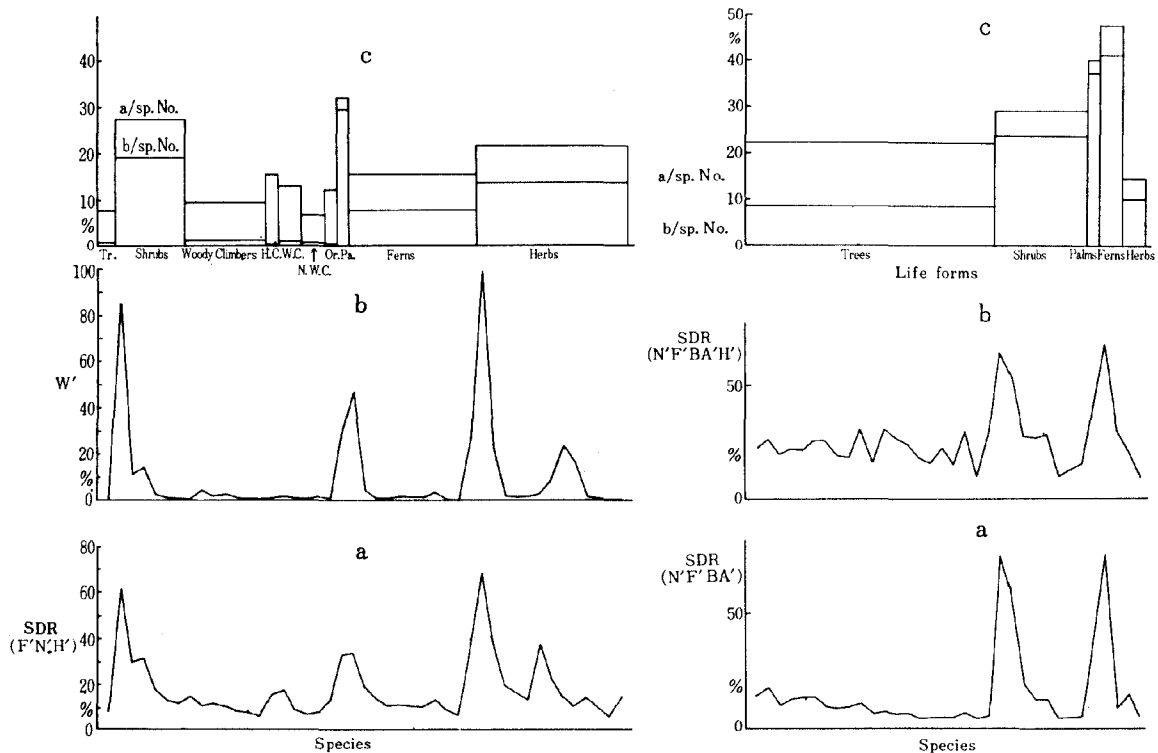 c
40
30
20
10
%
0
a/sp. No.
b/sp. No.
Tr. Shrubs Woody Climbers H.C. W.C. ↑ Or. Pa. Ferns Herbs
N. W. C.
b
100
80
60
W'
40
20
%
0
a
80
60
SDR
(F'N'H')
40
20
%
0
Species
c
50
%
40
30
20
10
0
a/sp. No.
b/sp. No.
Trees Shrubs Palms Ferns Herbs
Life forms
b
SDR
(N'F'BA'H')
50
%
0
a
SDR
(N'F'BA')
50
%
0
Species